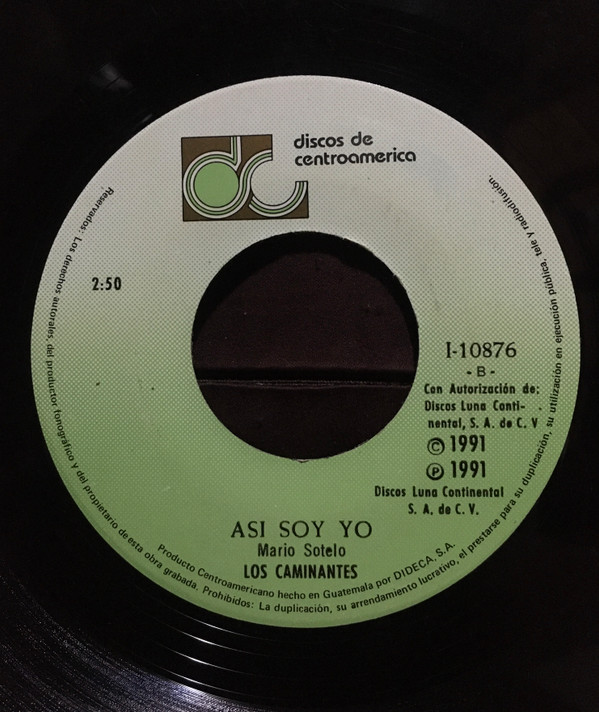 dc
discos de
centroamerica
2:50
I-10876
- B -
Con Autorización de:
Discos Luna Conti-
nental, S. A. de C. V
© 1991
℗ 1991
Discos Luna Continental
S. A. de C. V.
ASI SOY YO
Mario Sotelo
LOS CAMINANTES
Producto Centroamericano hecho en Guatemala por DIDECA, S.A.
Reservados: Los derechos autorales, del productor fonográfico y del propietario de esta obra grabada. Prohibidos: La duplicación, su arrendamiento lucrativo, el prestarse para su duplicación, su utilización en ejecución pública, tele y radiodifusión.